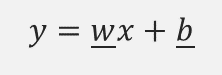 y = wx + b